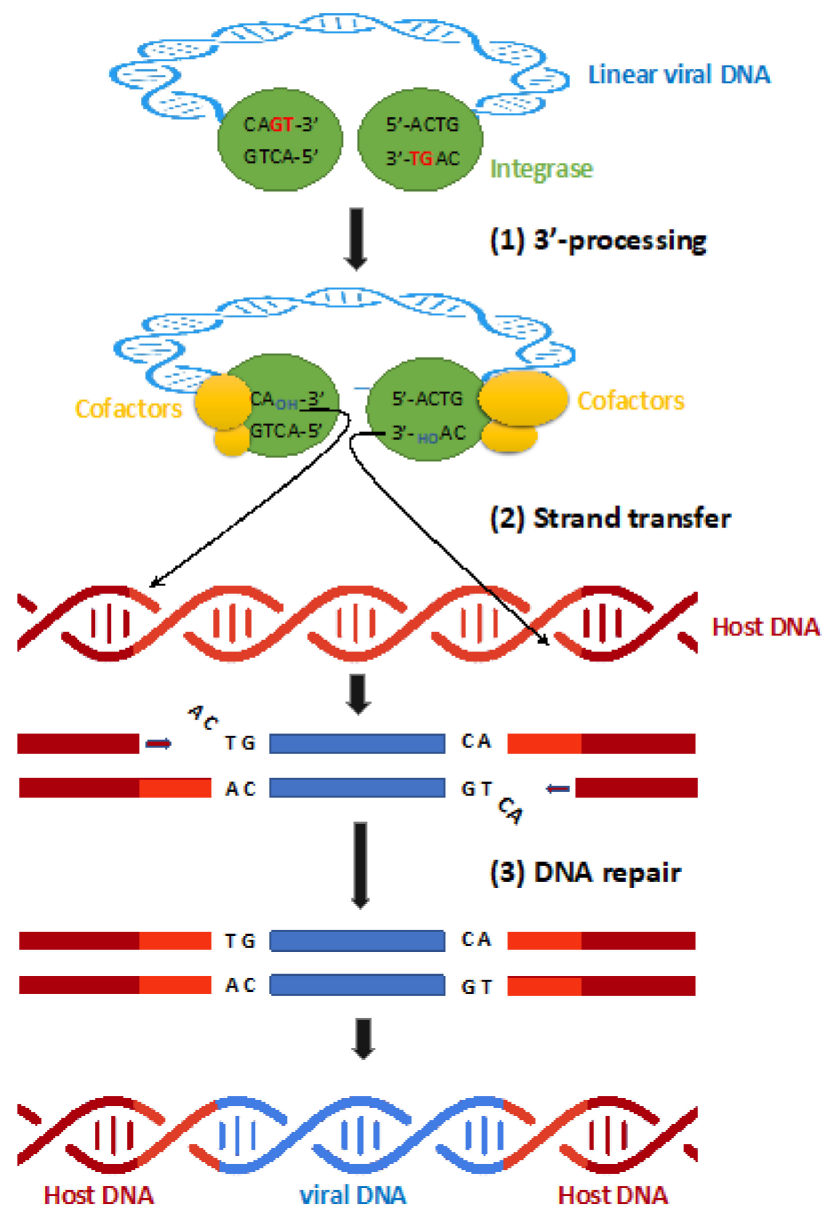 Linear viral DNA
CAGT-3’ 5’-ACTG
GTCA-5’ 3’-TGAC
Integrase
(1) 3’-processing
Cofactors CAOH-3’ 5’-ACTG Cofactors
GTCA-5’ 3’-HOAC
(2) Strand transfer
Host DNA
AC
TG CA
AC GT
CA
(3) DNA repair
TG CA
AC GT
Host DNA viral DNA Host DNA